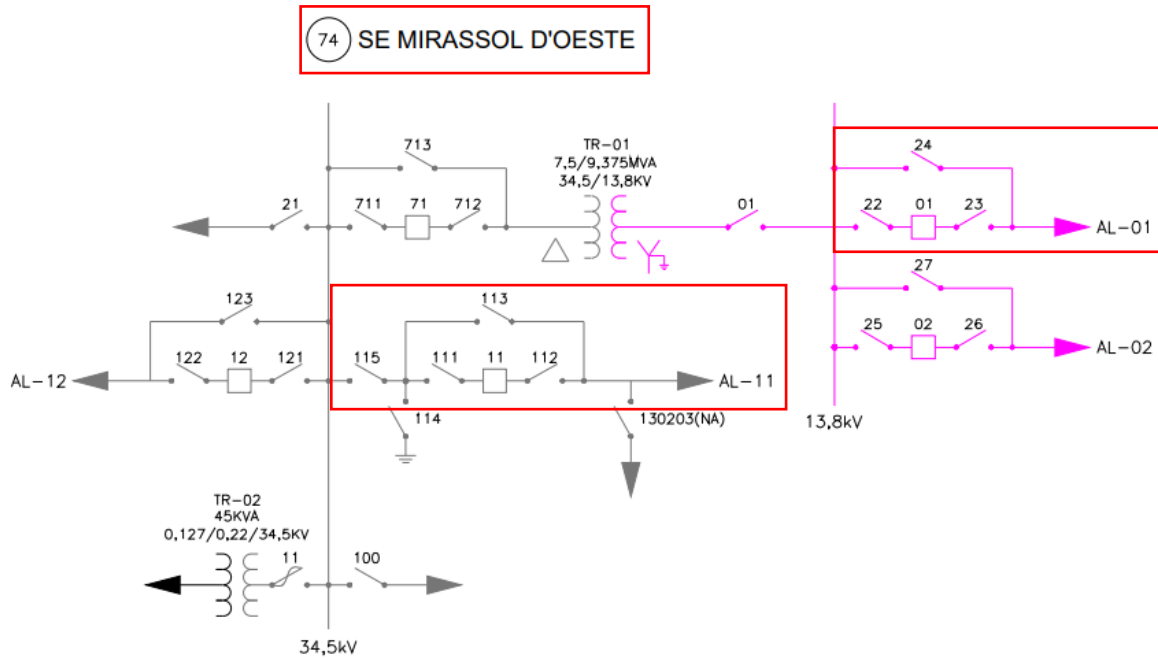 74 SE MIRASSOL D'OESTE
713
TR-01
7,5/9,375MVA
34,5/13,8KV
24
21
711 71 712
01
22 01 23
AL-01
27
123
113
25 02 26
AL-02
122 12 121
115 111 11 112
AL-12
AL-11
114
130203(NA)
13,8kV
TR-02
45KVA
0,127/0,22/34,5KV
11
100
34,5kV